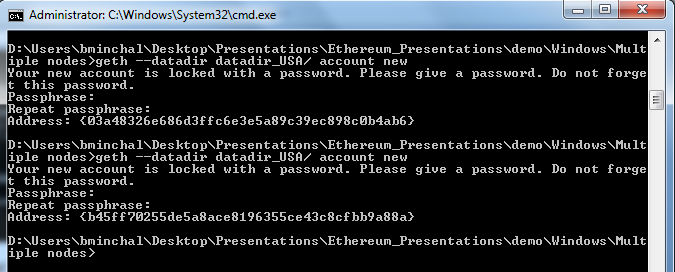 Administrator: C:\Windows\System32\cmd.exe
D:\Users\bminchal\Desktop\Presentations\Ethereum_Presentations\demo\Windows\Mult
iple nodes>geth --datadir datadir_USA/ account new
Your new account is locked with a password. Please give a password. Do not forge
t this password.
Passphrase:
Repeat passphrase:
Address: {03a48326e686d3ffc6e3e5a89c39ec898c0b4ab6}
D:\Users\bminchal\Desktop\Presentations\Ethereum_Presentations\demo\Windows\Mult
iple nodes>geth --datadir datadir_USA/ account new
Your new account is locked with a password. Please give a password. Do not forge
t this password.
Passphrase:
Repeat passphrase:
Address: {b45ff70255de5a8ace8196355ce43c8cfbb9a88a}
D:\Users\bminchal\Desktop\Presentations\Ethereum_Presentations\demo\Windows\Mult
iple nodes>